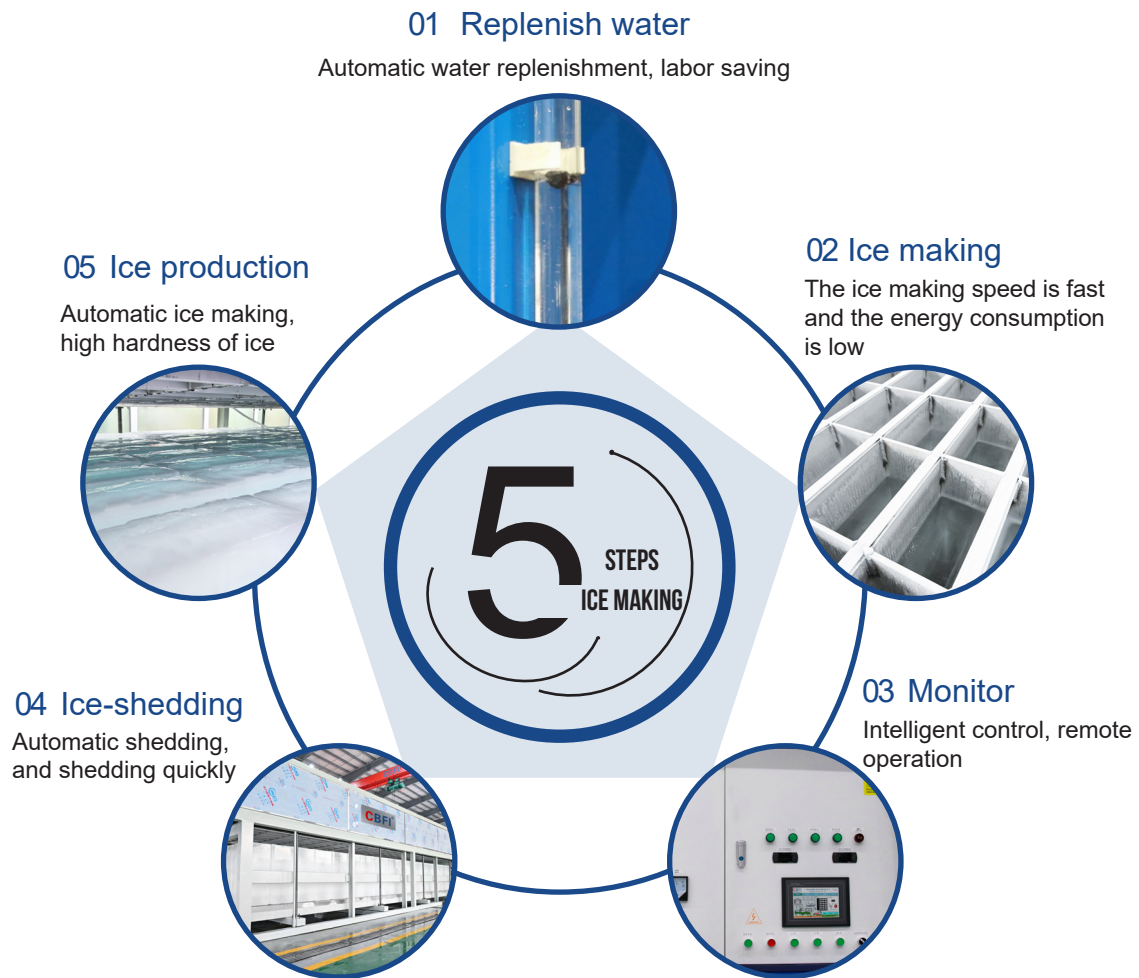 01 Replenish water
Automatic water replenishment, labor saving
02 Ice making
The ice making speed is fast
and the energy consumption
is low
03 Monitor
Intelligent control, remote
operation
04 Ice-shedding
Automatic shedding,
and shedding quickly
05 Ice production
Automatic ice making,
high hardness of ice
5
STEPS
ICE MAKING
CBFI